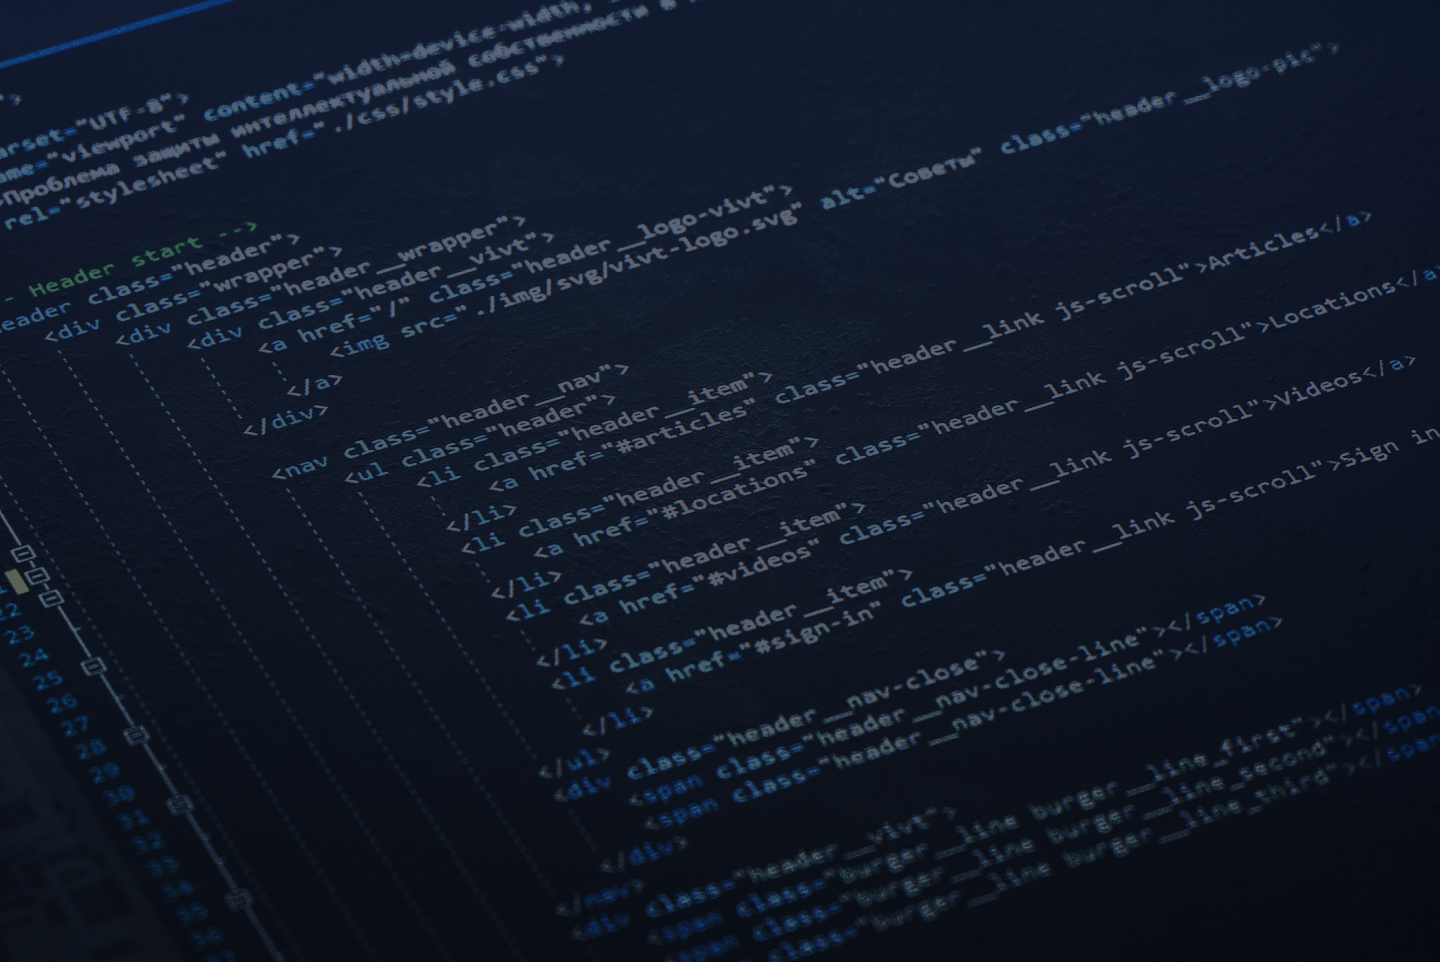 ">
arset="UTF-8">
ame="viewport" content="width=device-width,
>Проблема защиты интеллектуальной собственности в
rel="stylesheet" href="./css/style.css">
- Header start -->
eader class="header">
<div class="wrapper">
<div class="header__wrapper">
<div class="header__vivt">
<a href="/" class="header__logo-vivt">
<img src="./img/svg/vivt-logo.svg" alt="Советы" class="header__logo-pic">
</a>
</div>
<nav class="header__nav">
<ul class="header">
<li class="header__item">
<a href="#articles" class="header__link js-scroll">Articles</a>
</li>
<li class="header__item">
<a href="#locations" class="header__link js-scroll">Locations</a
</li>
<li class="header__item">
<a href="#videos" class="header__link js-scroll">Videos</a>
</li>
<li class="header__item">
<a href="#sign-in" class="header__link js-scroll">Sign in
</li>
</ul>
<div class="header__nav-close">
<span class="header__nav-close-line"></span>
<span class="header__nav-close-line"></span>
</div>
</nav>
<div class="header__vivt">
<span class="burger__line burger__line_first"></span>
<span class="burger__line burger__line_second"></span
class="burger__line burger__line_third"></span
22
23
24
25
26
27
28
29
30
31
32
33
34
35
36